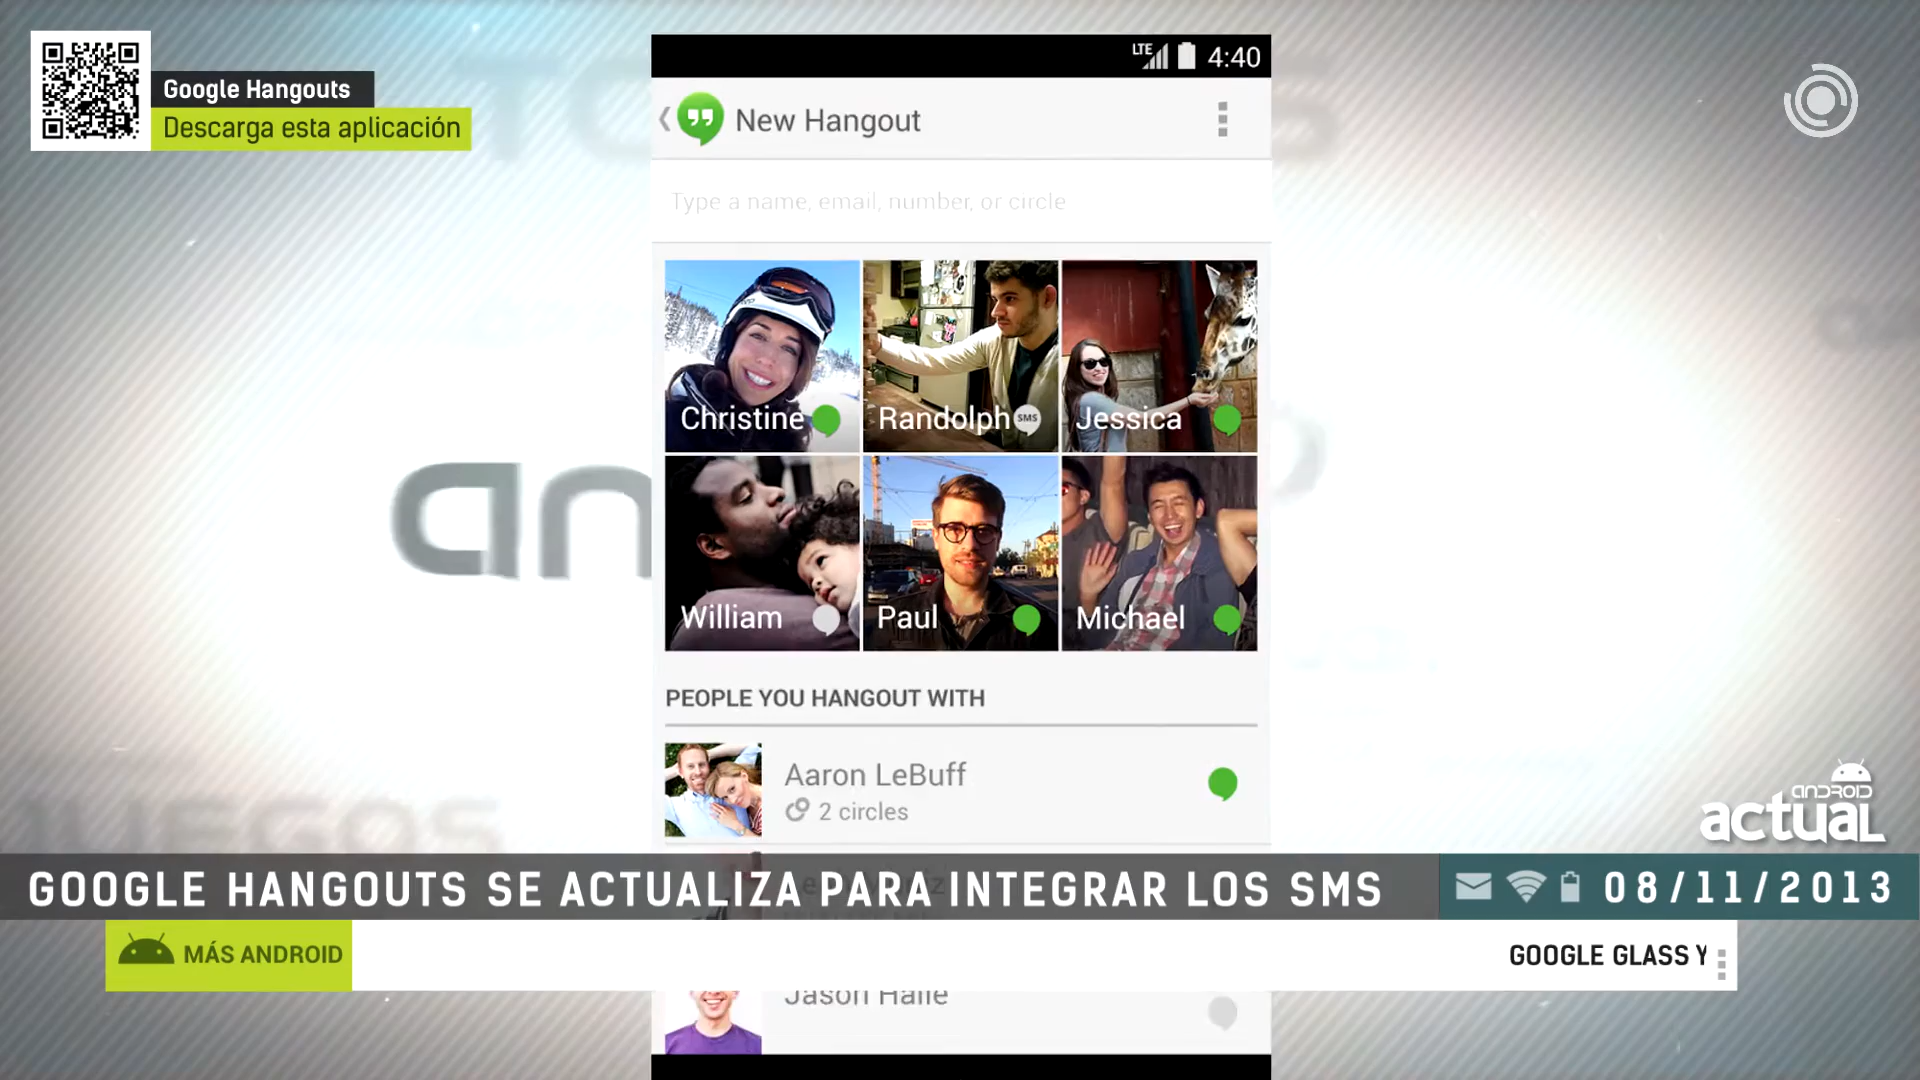 Google Hangouts
Descarga esta aplicación
LTE
4:40
New Hangout
Type a name, email, number, or circle
Christine
Randolph
SMS
Jessica
William
Paul
Michael
PEOPLE YOU HANGOUT WITH
Aaron LeBuff
2 circles
an
JUEGOS
ANDROID
actual
GOOGLE HANGOUTS SE ACTUALIZA PARA INTEGRAR LOS SMS
08/11/2013
MÁS ANDROID
GOOGLE GLASS Y
Jason Halle